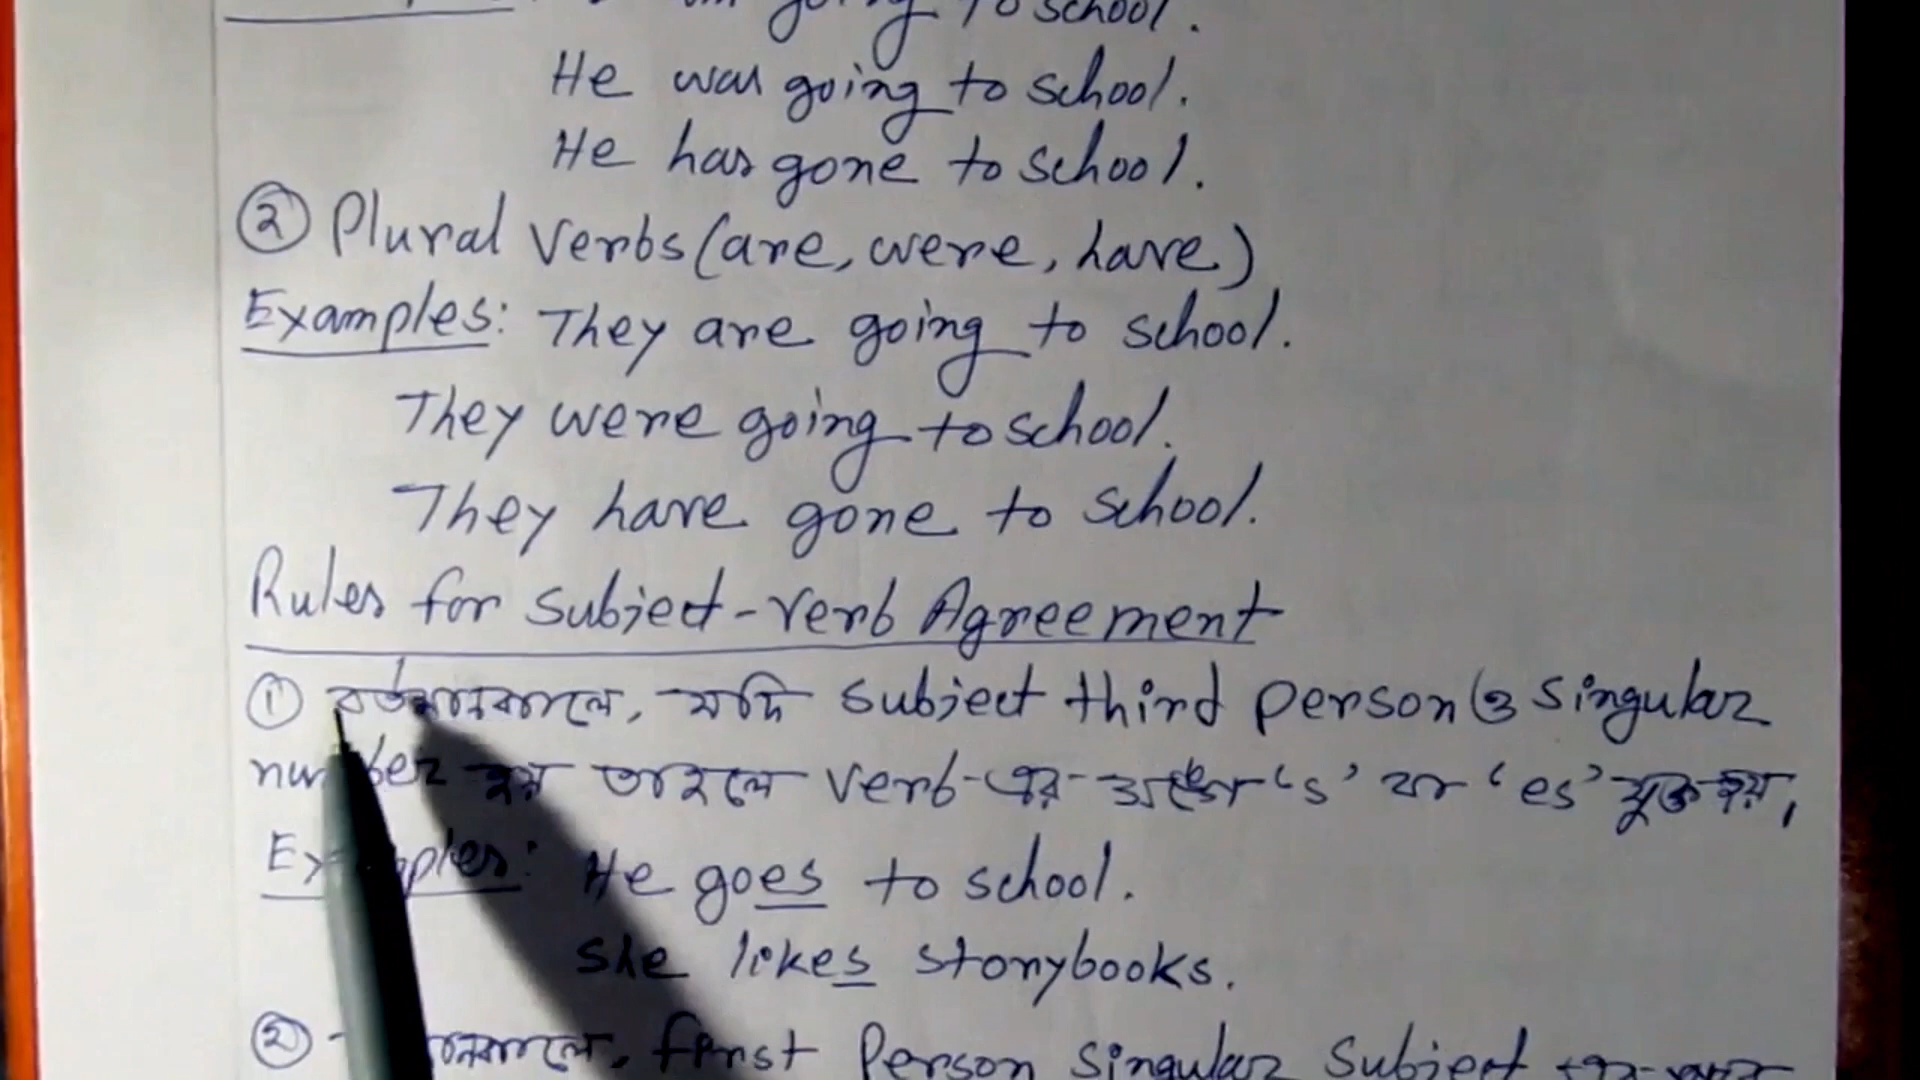 going to school.
He was going to school.
He has gone to school.
② Plural verbs (are, were, have)
Examples: They are going to school.
They were going to school.
They have gone to school.
Rules for Subject-verb Agreement
① বর্তমানকালে, যদি subject third person ও singular
number হয় তাহলে verb-এর শেষে 's' বা 'es' যুক্ত হয়,
Examples: He goes to school.
She likes storybooks.
② first person singular subject